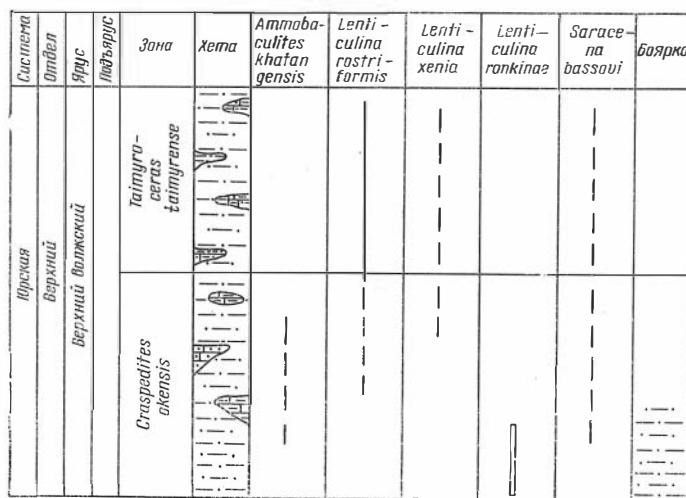 Система
Отдел
Ярус
Подъярус
Зона
Хета
Ammoba-
culites
khatan
gensis
Lenti-
culina
rostri-
formis
Lenti-
culina
xenia
Lenti-
culina
ronkinae
Sarace-
na
bassovi
Боярка
Юрская
Верхний
Верхний Волжский
Taimyro-
ceras
taimyrense
Craspedites
okensis